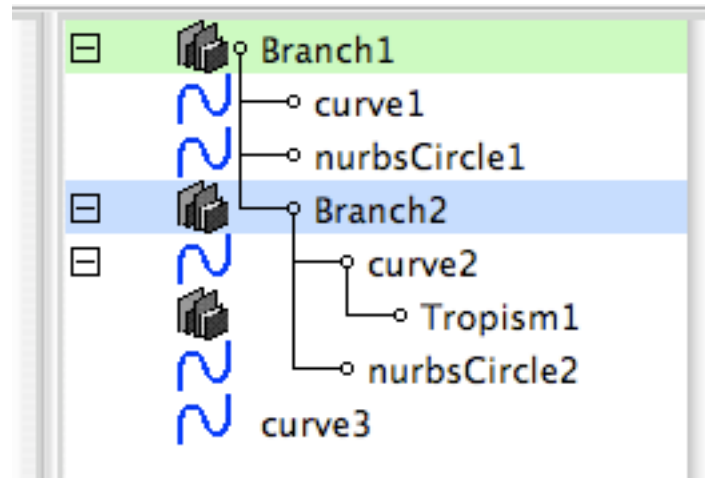 Branch1
curve1
nurbsCircle1
Branch2
curve2
Tropism1
nurbsCircle2
curve3